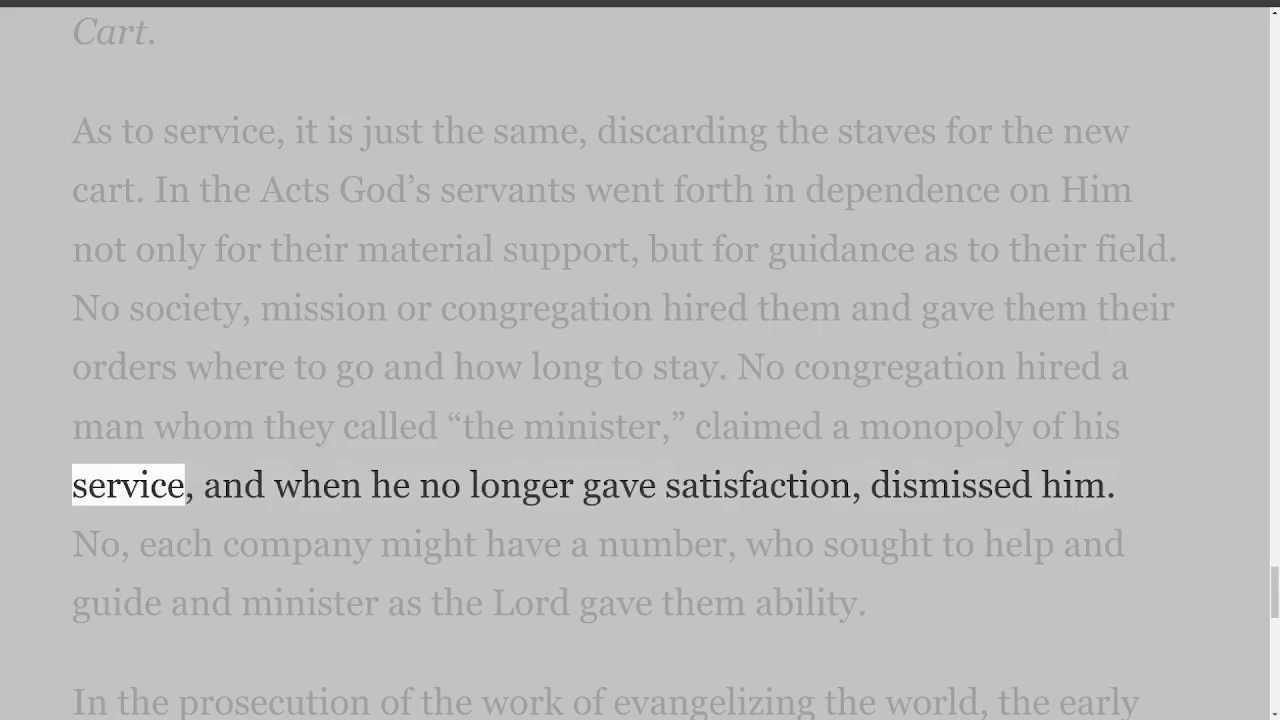 Cart.
As to service, it is just the same, discarding the staves for the new
cart. In the Acts God’s servants went forth in dependence on Him
not only for their material support, but for guidance as to their field.
No society, mission or congregation hired them and gave them their
orders where to go and how long to stay. No congregation hired a
man whom they called “the minister,” claimed a monopoly of his
service, and when he no longer gave satisfaction, dismissed him.
No, each company might have a number, who sought to help and
guide and minister as the Lord gave them ability.
In the prosecution of the work of evangelizing the world, the early